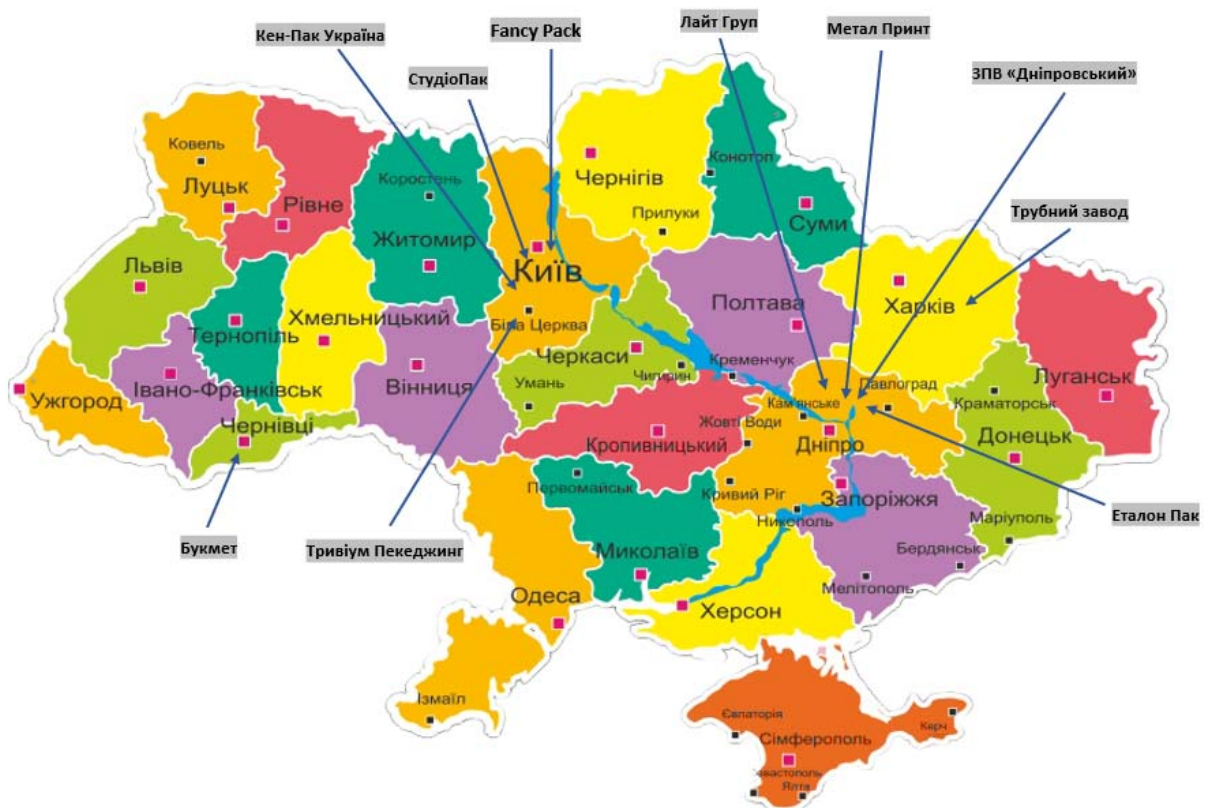 Лайт Груп
Метал Принт
Кен-Пак Україна
Fancy Pack
ЗПВ «Дніпровський»
СтудіоПак
Ковель
Луцьк
Рівне
Коростень
Житомир
Чернігів
Прилуки
Конотоп
Суми
Трубний завод
Львів
Тернопіль
Хмельницький
Київ
Біла Церква
Полтава
Харків
Черкаси
Чигирин
Кременчук
Ужгород
Івано-Франківськ
Вінниця
Умань
Чернівці
Кропивницький
Кам'янське
Жовті Води
Дніпро
Павлоград
Краматорськ
Луганськ
Донецьк
Первомайськ
Кривий Ріг
Запоріжжя
Никополь
Маріуполь
Еталон Пак
Букмет
Тривіум Пекеджинг
Миколаїв
Бердянськ
Мелітополь
Одеса
Херсон
Ізмаїл
Євпаторія
Керч
Сімферополь
Ялта